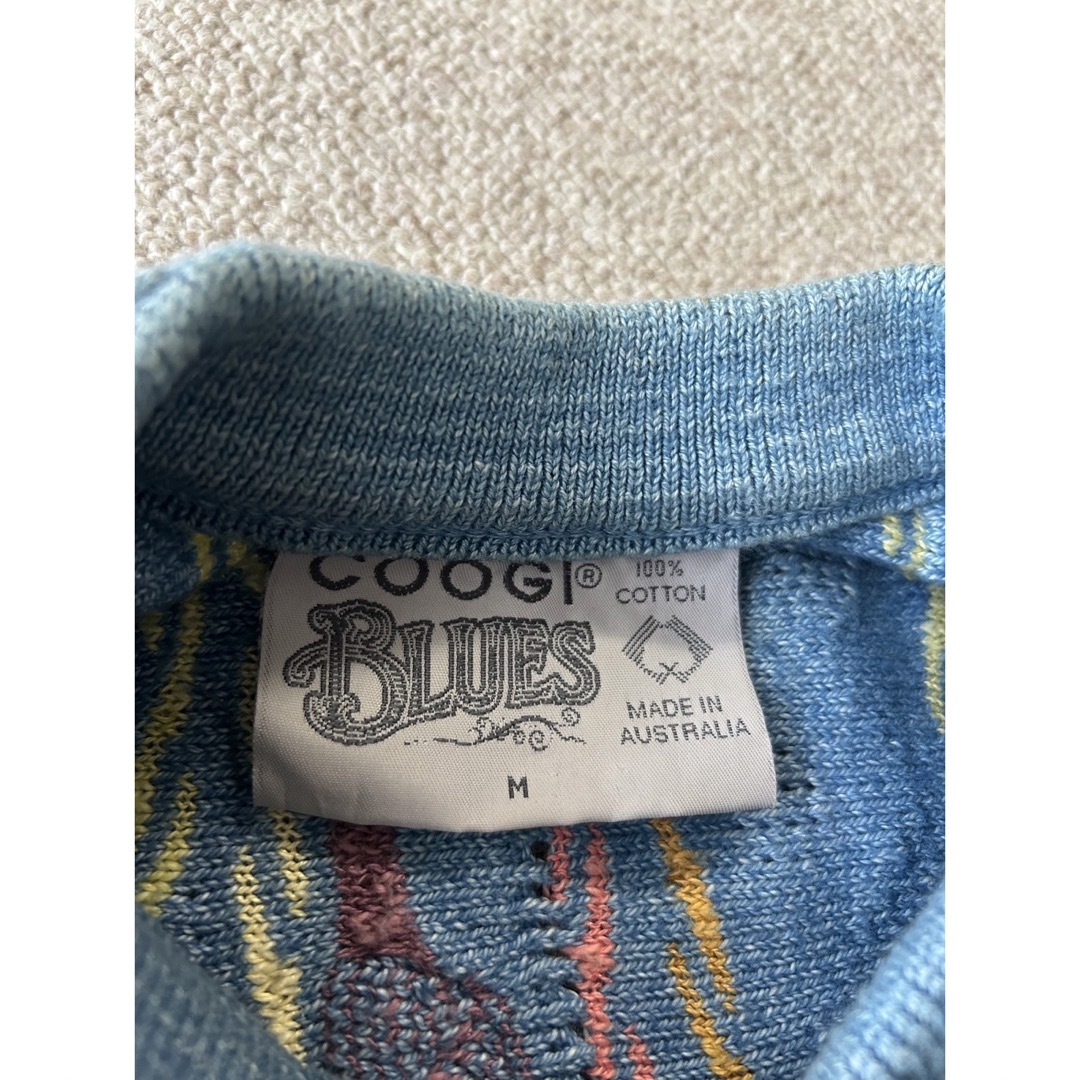 COOGI®
BLUES
M
100%
COTTON
MADE IN
AUSTRALIA